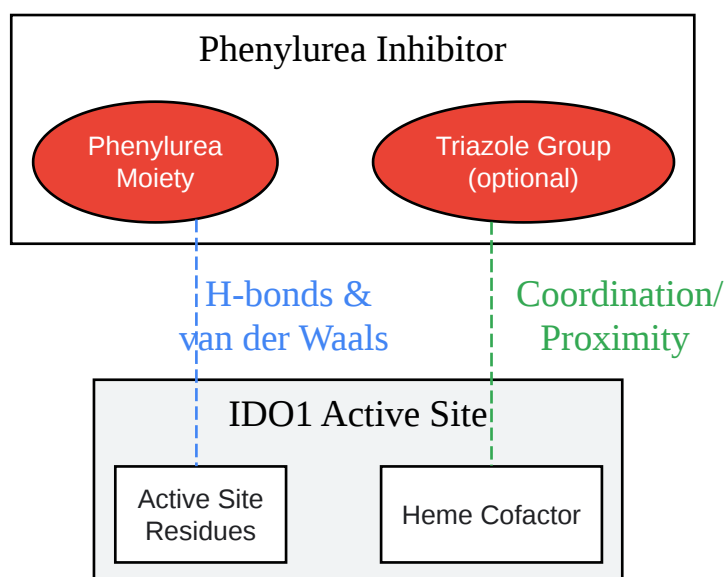 Phenylurea Inhibitor
Phenylurea
Moiety
Triazole Group
(optional)
H-bonds &
van der Waals
Coordination/
Proximity
IDO1 Active Site
Active Site
Residues
Heme Cofactor